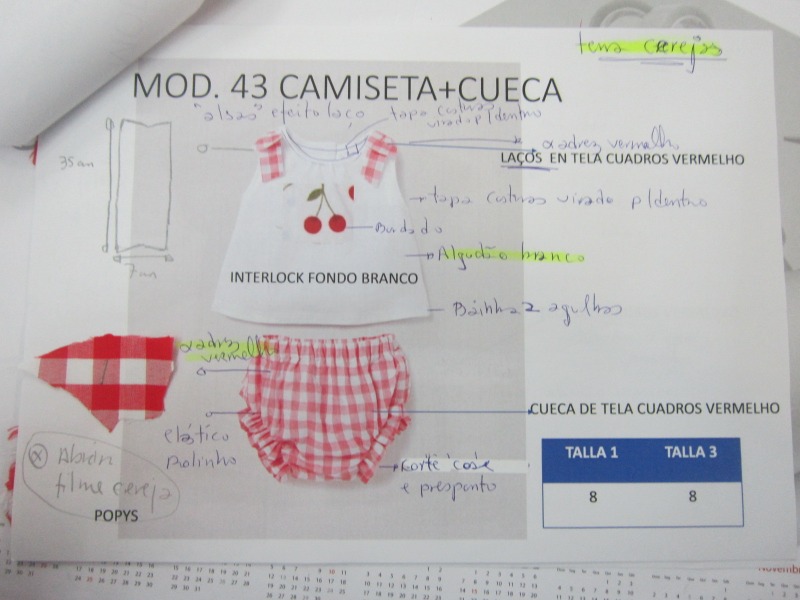 tema cerejas
MOD. 43 CAMISETA+CUECA
"alsas" efeito laço
tapa costuras
virado p/dentro
xadrez vermelho
LAÇOS EN TELA CUADROS VERMELHO
35 cm
7 cm
tapa costuras virado p/dentro
Bordado
Algodão branco
INTERLOCK FONDO BRANCO
Bainha 2 agulhas
xadrez
vermelho
CUECA DE TELA CUADROS VERMELHO
elástico
Rolinho
Corte cose
e presponto
TALLA 1 TALLA 3
8 8
filme cereja
POPYS